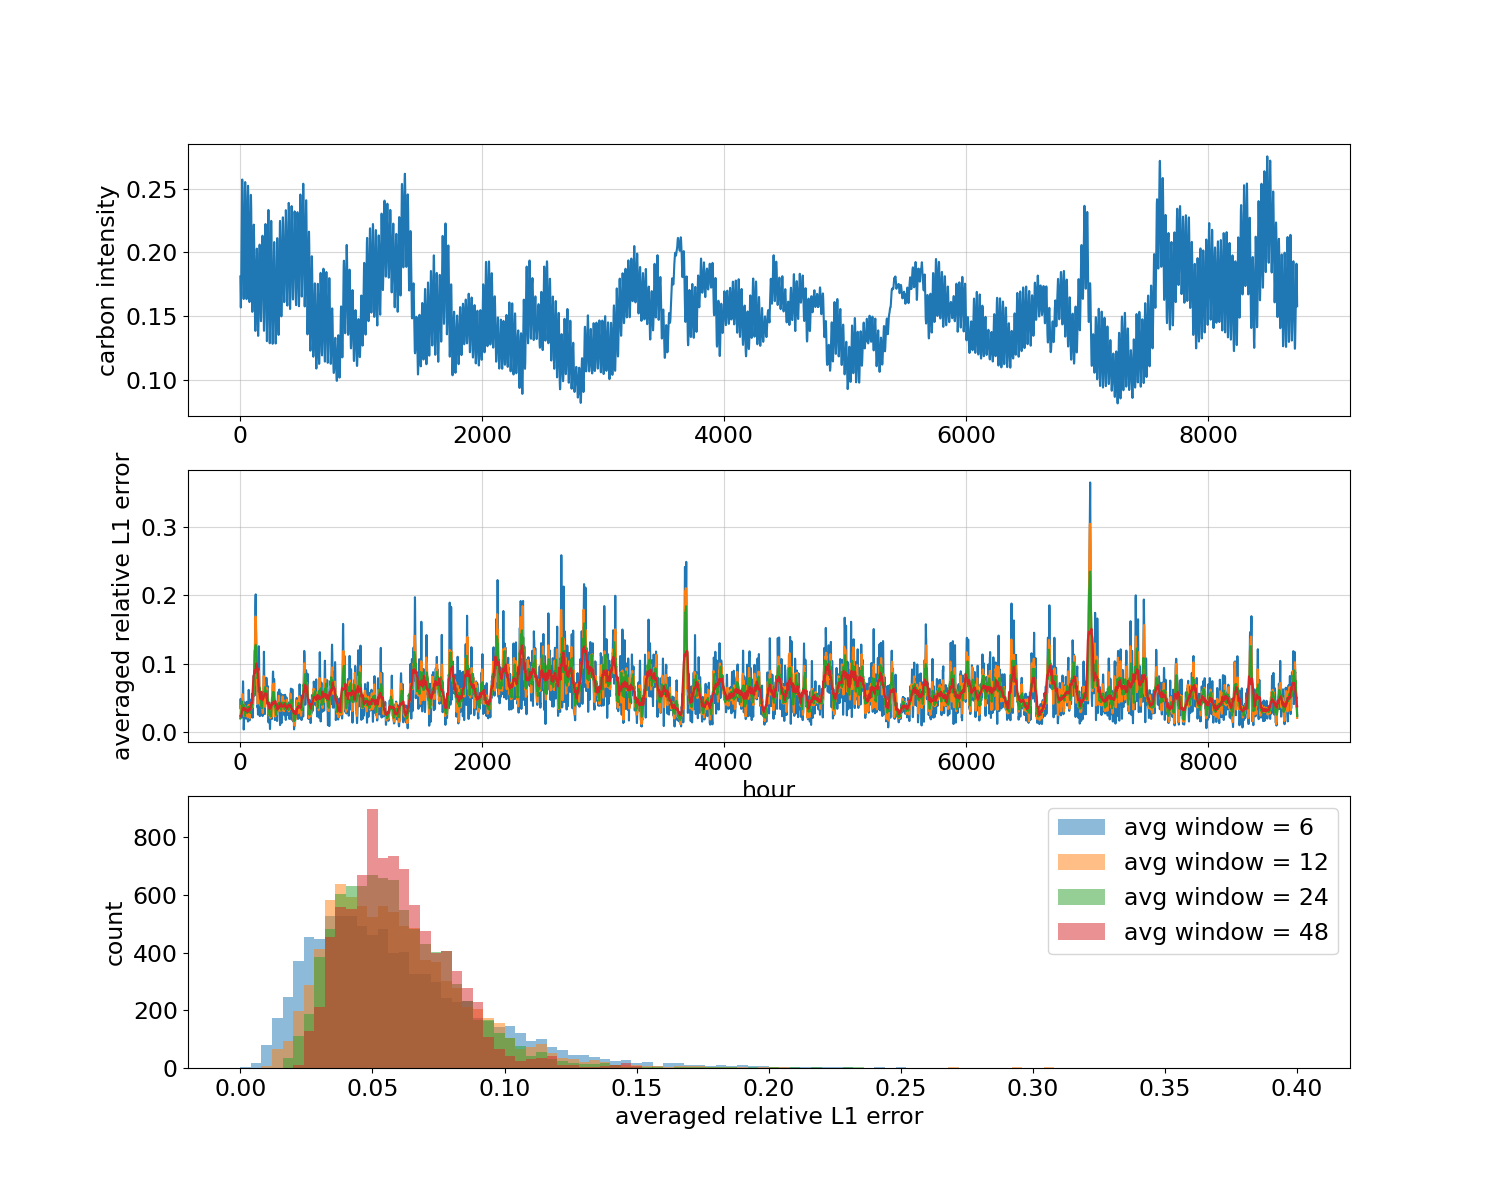 carbon intensity
0.25
0.20
0.15
0.10
0 2000 4000 6000 8000
averaged relative L1 error
0.3
0.2
0.1
0.0
0 2000 4000 6000 8000
hour
count
800
600
400
200
0
avg window = 6
avg window = 12
avg window = 24
avg window = 48
0.00 0.05 0.10 0.15 0.20 0.25 0.30 0.35 0.40
averaged relative L1 error